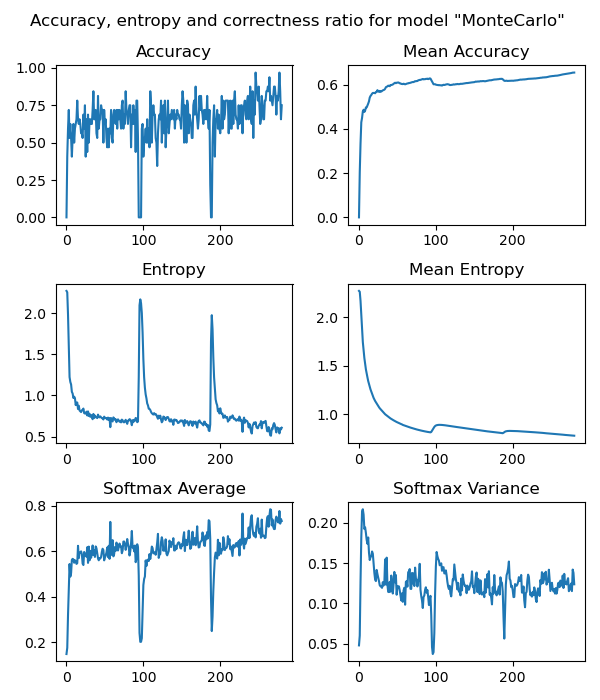 Accuracy, entropy and correctness ratio for model "MonteCarlo"
Accuracy
1.00
0.75
0.50
0.25
0.00
0 100 200
Mean Accuracy
0.6
0.4
0.2
0.0
0 100 200
Entropy
2.0
1.5
1.0
0.5
0 100 200
Mean Entropy
2.0
1.5
1.0
0 100 200
Softmax Average
0.8
0.6
0.4
0.2
0 100 200
Softmax Variance
0.20
0.15
0.10
0.05
0 100 200